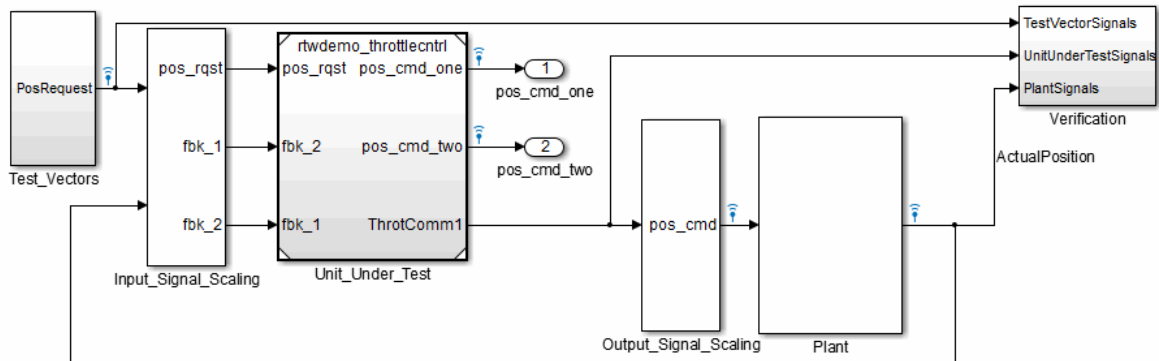 PosRequest
Test_Vectors
pos_rqst
fbk_1
fbk_2
Input_Signal_Scaling
rtwdemo_throttlecntrl
pos_rqst pos_cmd_one
fbk_2 pos_cmd_two
fbk_1 ThrotComm1
Unit_Under_Test
1
pos_cmd_one
2
pos_cmd_two
pos_cmd
Output_Signal_Scaling
Plant
TestVectorSignals
UnitUnderTestSignals
PlantSignals
Verification
ActualPosition